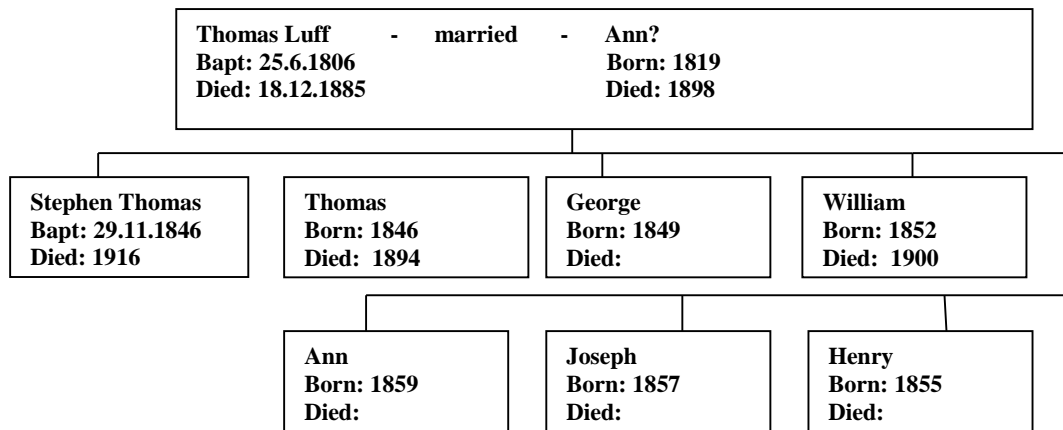 Thomas Luff - married - Ann?
Bapt: 25.6.1806 Born: 1819
Died: 18.12.1885 Died: 1898
Stephen Thomas
Bapt: 29.11.1846
Died: 1916
Thomas
Born: 1846
Died: 1894
George
Born: 1849
Died:
William
Born: 1852
Died: 1900
Ann
Born: 1859
Died:
Joseph
Born: 1857
Died:
Henry
Born: 1855
Died: